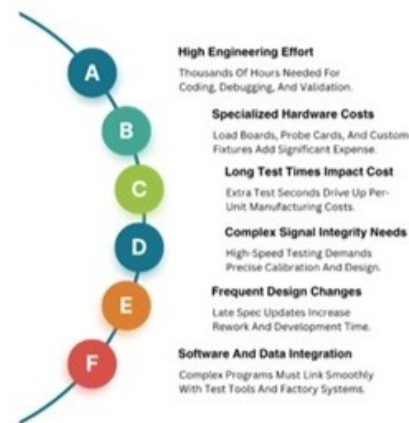 A
High Engineering Effort
Thousands Of Hours Needed For
Coding, Debugging, And Validation.
B
Specialized Hardware Costs
Load Boards, Probe Cards, And Custom
Fixtures Add Significant Expense.
C
Long Test Times Impact Cost
Extra Test Seconds Drive Up Per-
Unit Manufacturing Costs.
D
Complex Signal Integrity Needs
High-Speed Testing Demands
Precise Calibration And Design.
E
Frequent Design Changes
Late Spec Updates Increase
Rework And Development Time.
F
Software And Data Integration
Complex Programs Must Link Smoothly
With Test Tools And Factory Systems.